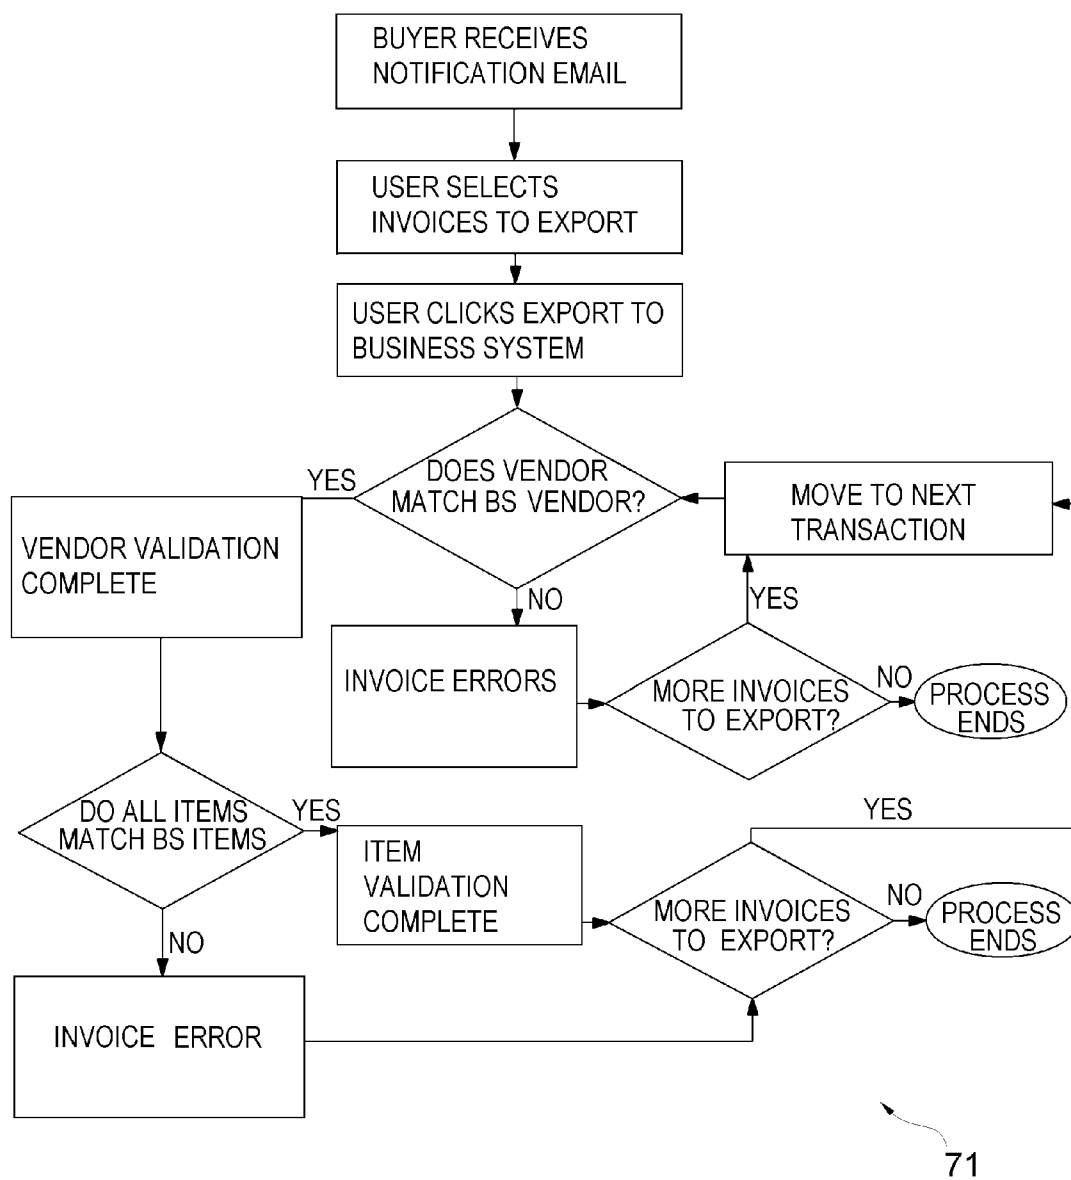 BUYER RECEIVES
NOTIFICATION EMAIL
USER SELECTS
INVOICES TO EXPORT
USER CLICKS EXPORT TO
BUSINESS SYSTEM
DOES VENDOR
MATCH BS VENDOR?
YES
NO
MOVE TO NEXT
TRANSACTION
VENDOR VALIDATION
COMPLETE
INVOICE ERRORS
YES
MORE INVOICES
TO EXPORT?
NO
PROCESS
ENDS
DO ALL ITEMS
MATCH BS ITEMS
YES
NO
ITEM
VALIDATION
COMPLETE
YES
MORE INVOICES
TO EXPORT?
NO
PROCESS
ENDS
INVOICE ERROR
71